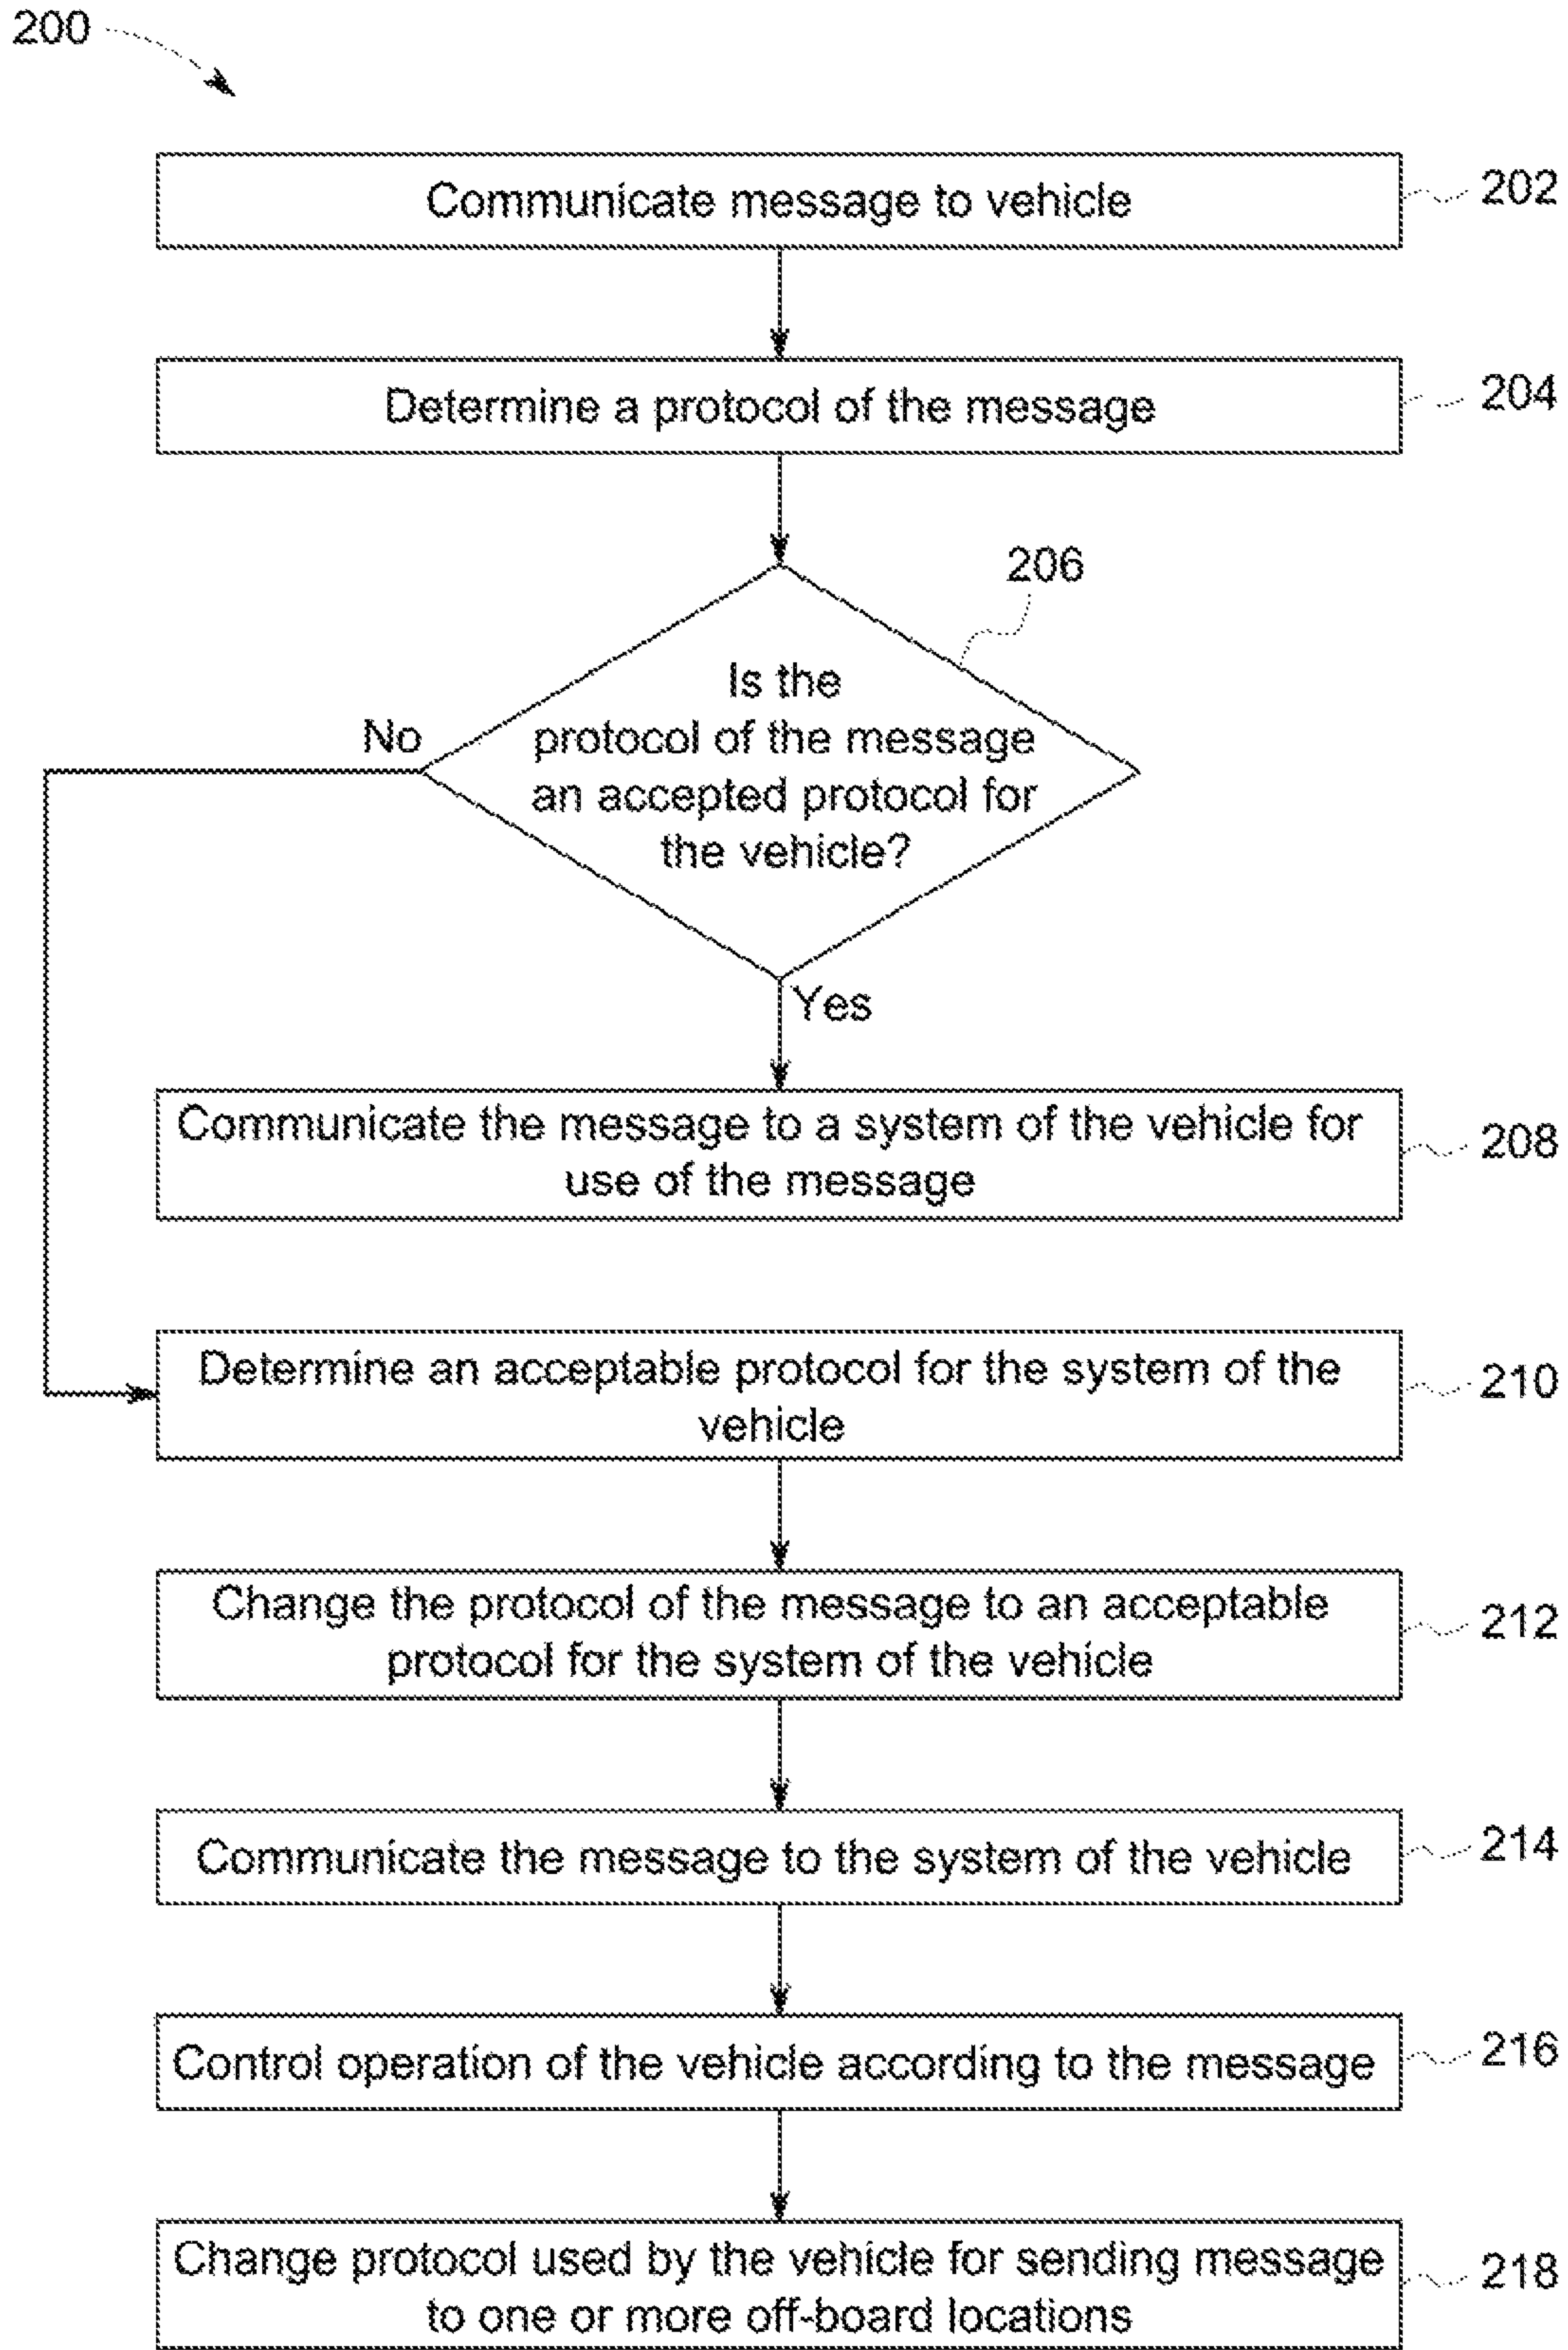 200
Communicate message to vehicle
202
Determine a protocol of the message
204
206
Is the
protocol of the message
an accepted protocol for
the vehicle?
No
Yes
Communicate the message to a system of the vehicle for
use of the message
208
Determine an acceptable protocol for the system of the
vehicle
210
Change the protocol of the message to an acceptable
protocol for the system of the vehicle
212
Communicate the message to the system of the vehicle
214
Control operation of the vehicle according to the message
216
Change protocol used by the vehicle for sending message
to one or more off-board locations
218